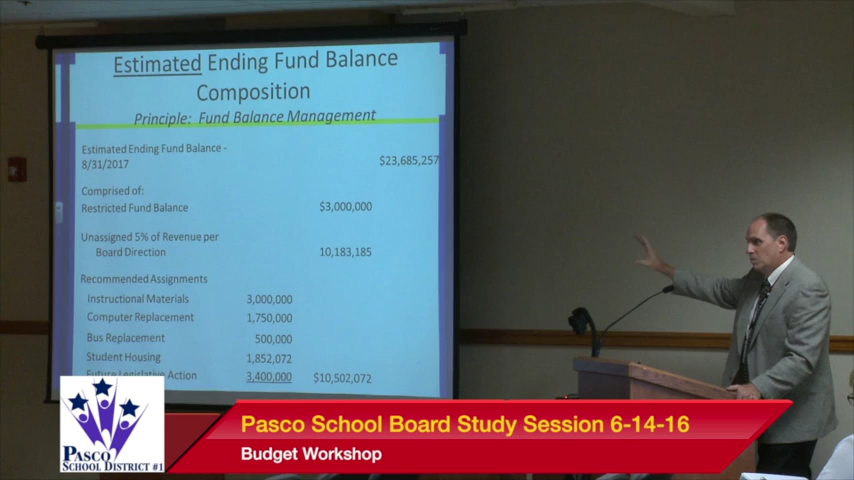 Estimated Ending Fund Balance
Composition
Principle: Fund Balance Management
Estimated Ending Fund Balance -
8/31/2017 $23,685,257
Comprised of:
Restricted Fund Balance $3,000,000
Unassigned 5% of Revenue per
Board Direction 10,183,185
Recommended Assignments
Instructional Materials 3,000,000
Computer Replacement 1,750,000
Bus Replacement 500,000
Student Housing 1,852,072
Future Legislative Action 3,400,000 $10,502,072
PASCO
SCHOOL DISTRICT #1
Pasco School Board Study Session 6-14-16
Budget Workshop